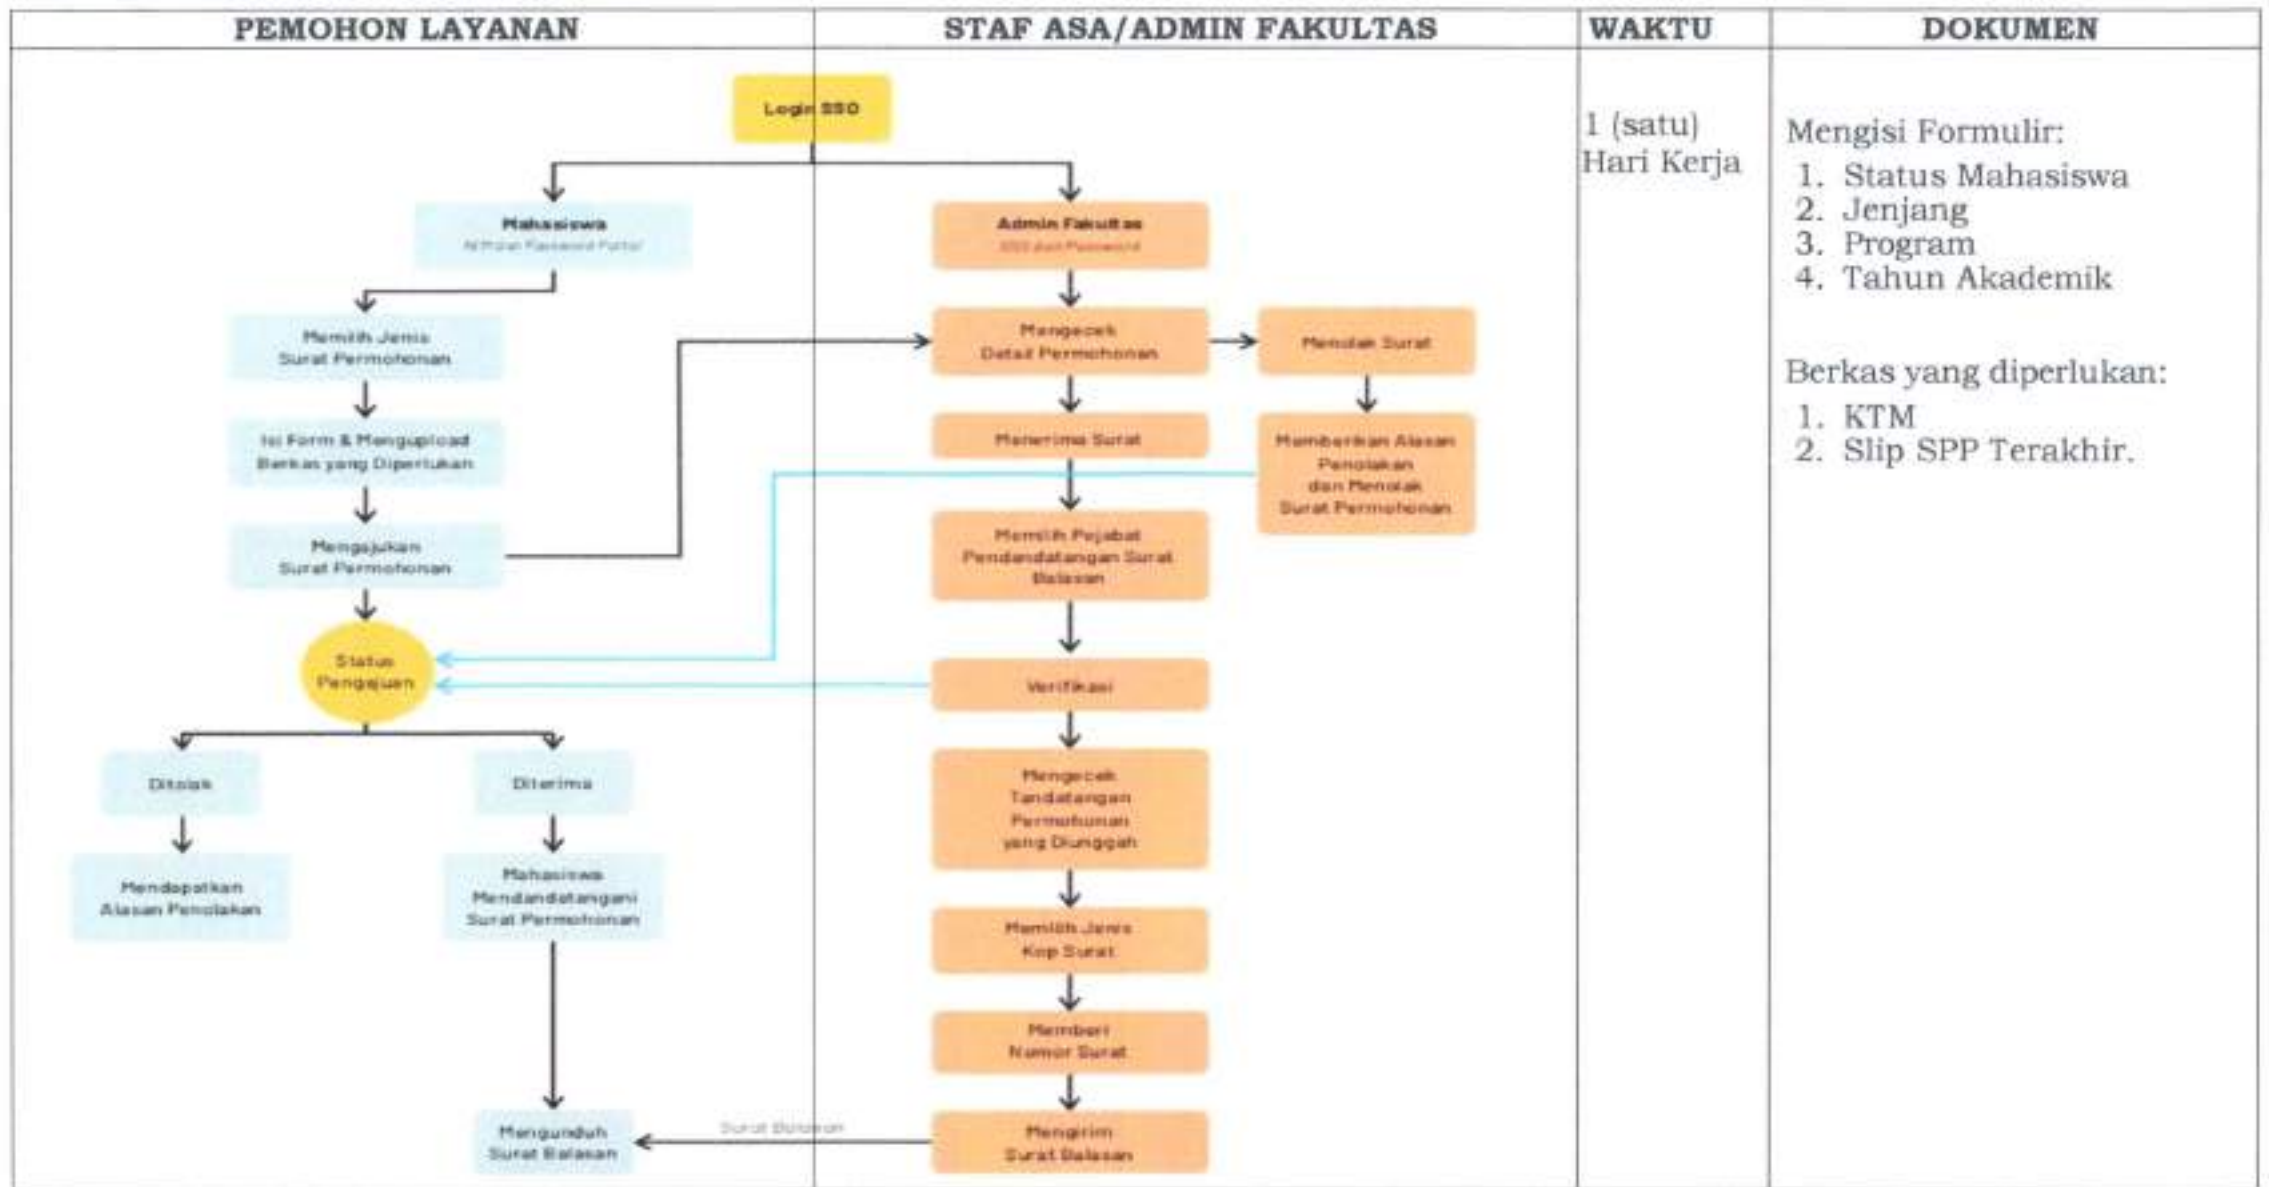 PEMOHON LAYANAN
STAF ASA/ADMIN FAKULTAS
WAKTU
DOKUMEN
Login SSO
Mahasiswa
Admin Fakultas
SSO dan Password
Memilih Jenis
Surat Permohonan
Isi Form & Mengupload
Berkas yang Diperlukan
Mengajukan
Surat Permohonan
Status
Pengajuan
Ditolak
Mendapatkan
Alasan Penolakan
Diterima
Mahasiswa
Mendandatangani
Surat Permohonan
Mengunduh
Surat Balasan
Mengecek
Detail Permohonan
Menolak Surat
Memberikan Alasan
Penolakan
dan Menolak
Surat Permohonan
Menerima Surat
Memilih Pejabat
Pendandatangan Surat
Balasan
Verifikasi
Mengecek
Tandatangan
Permohonan
yang Diunggah
Memilih Jenis
Kop Surat
Memberi
Nomor Surat
Mengirim
Surat Balasan
Surat Balasan
1 (satu)
Hari Kerja
Mengisi Formulir:
1. Status Mahasiswa
2. Jenjang
3. Program
4. Tahun Akademik
Berkas yang diperlukan:
1. KTM
2. Slip SPP Terakhir.